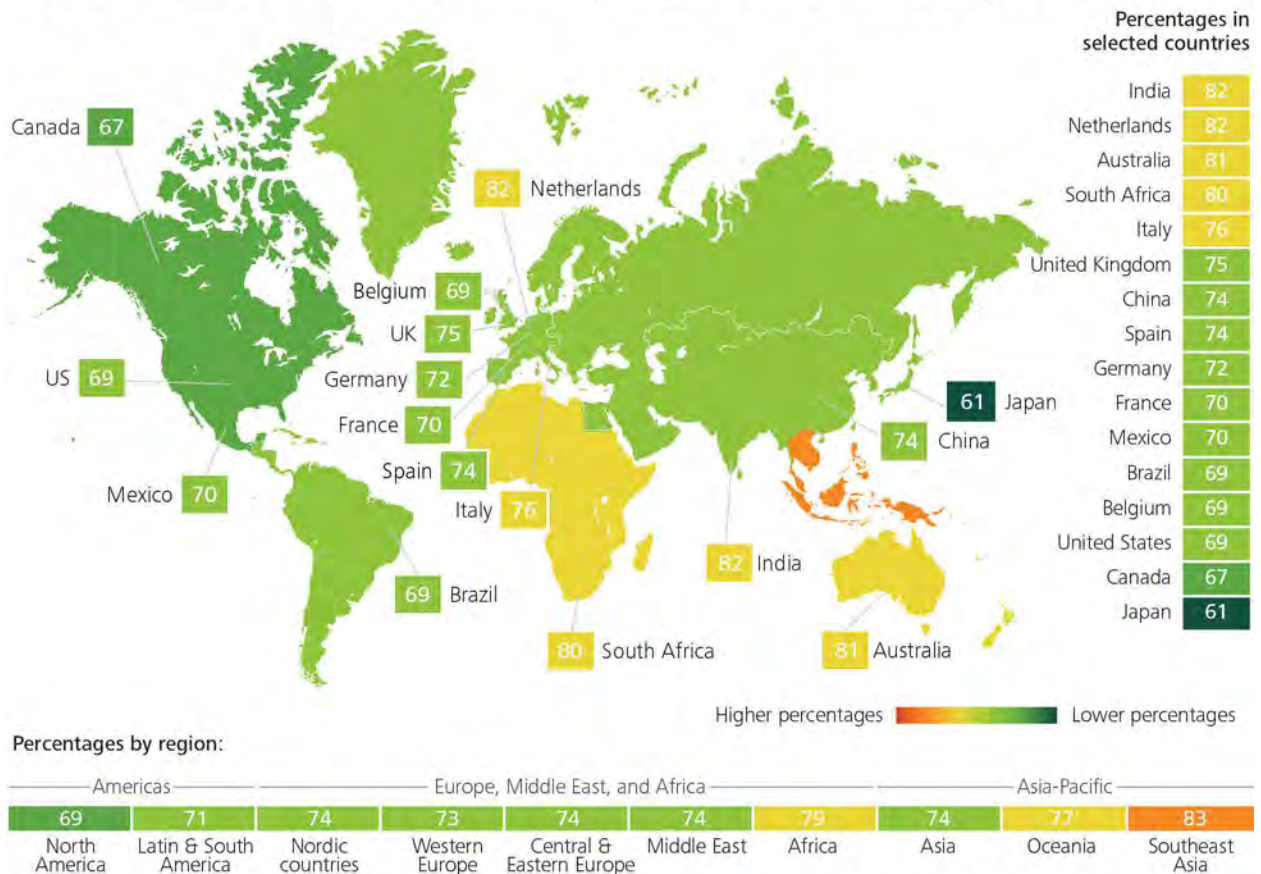 Percentages in
selected countries
India 82
Netherlands 82
Australia 81
South Africa 80
Italy 76
United Kingdom 75
China 74
Spain 74
Germany 72
France 70
Mexico 70
Brazil 69
Belgium 69
United States 69
Canada 67
Japan 61
Canada 67
82 Netherlands
Belgium 69
UK 75
US 69
Germany 72
61 Japan
France 70
74 China
Spain 74
Mexico 70
Italy 76
82 India
69 Brazil
80 South Africa
81 Australia
Higher percentages Lower percentages
Percentages by region:
Americas Europe, Middle East, and Africa Asia-Pacific
69 71 74 73 74 74 79 74 77 83
North Latin & South Nordic Western Central & Middle East Africa Asia Oceania Southeast
America America countries Europe Eastern Europe Asia